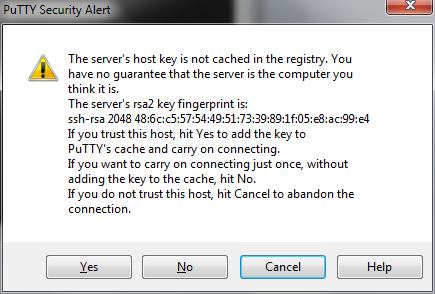 PuTTY Security Alert
The server's host key is not cached in the registry. You
have no guarantee that the server is the computer you
think it is.
The server's rsa2 key fingerprint is:
ssh-rsa 2048 48:6c:c5:57:54:49:51:73:39:89:1f:05:e8:ac:99:e4
If you trust this host, hit Yes to add the key to
PuTTY's cache and carry on connecting.
If you want to carry on connecting just once, without
adding the key to the cache, hit No.
If you do not trust this host, hit Cancel to abandon the
connection.
Yes No Cancel Help